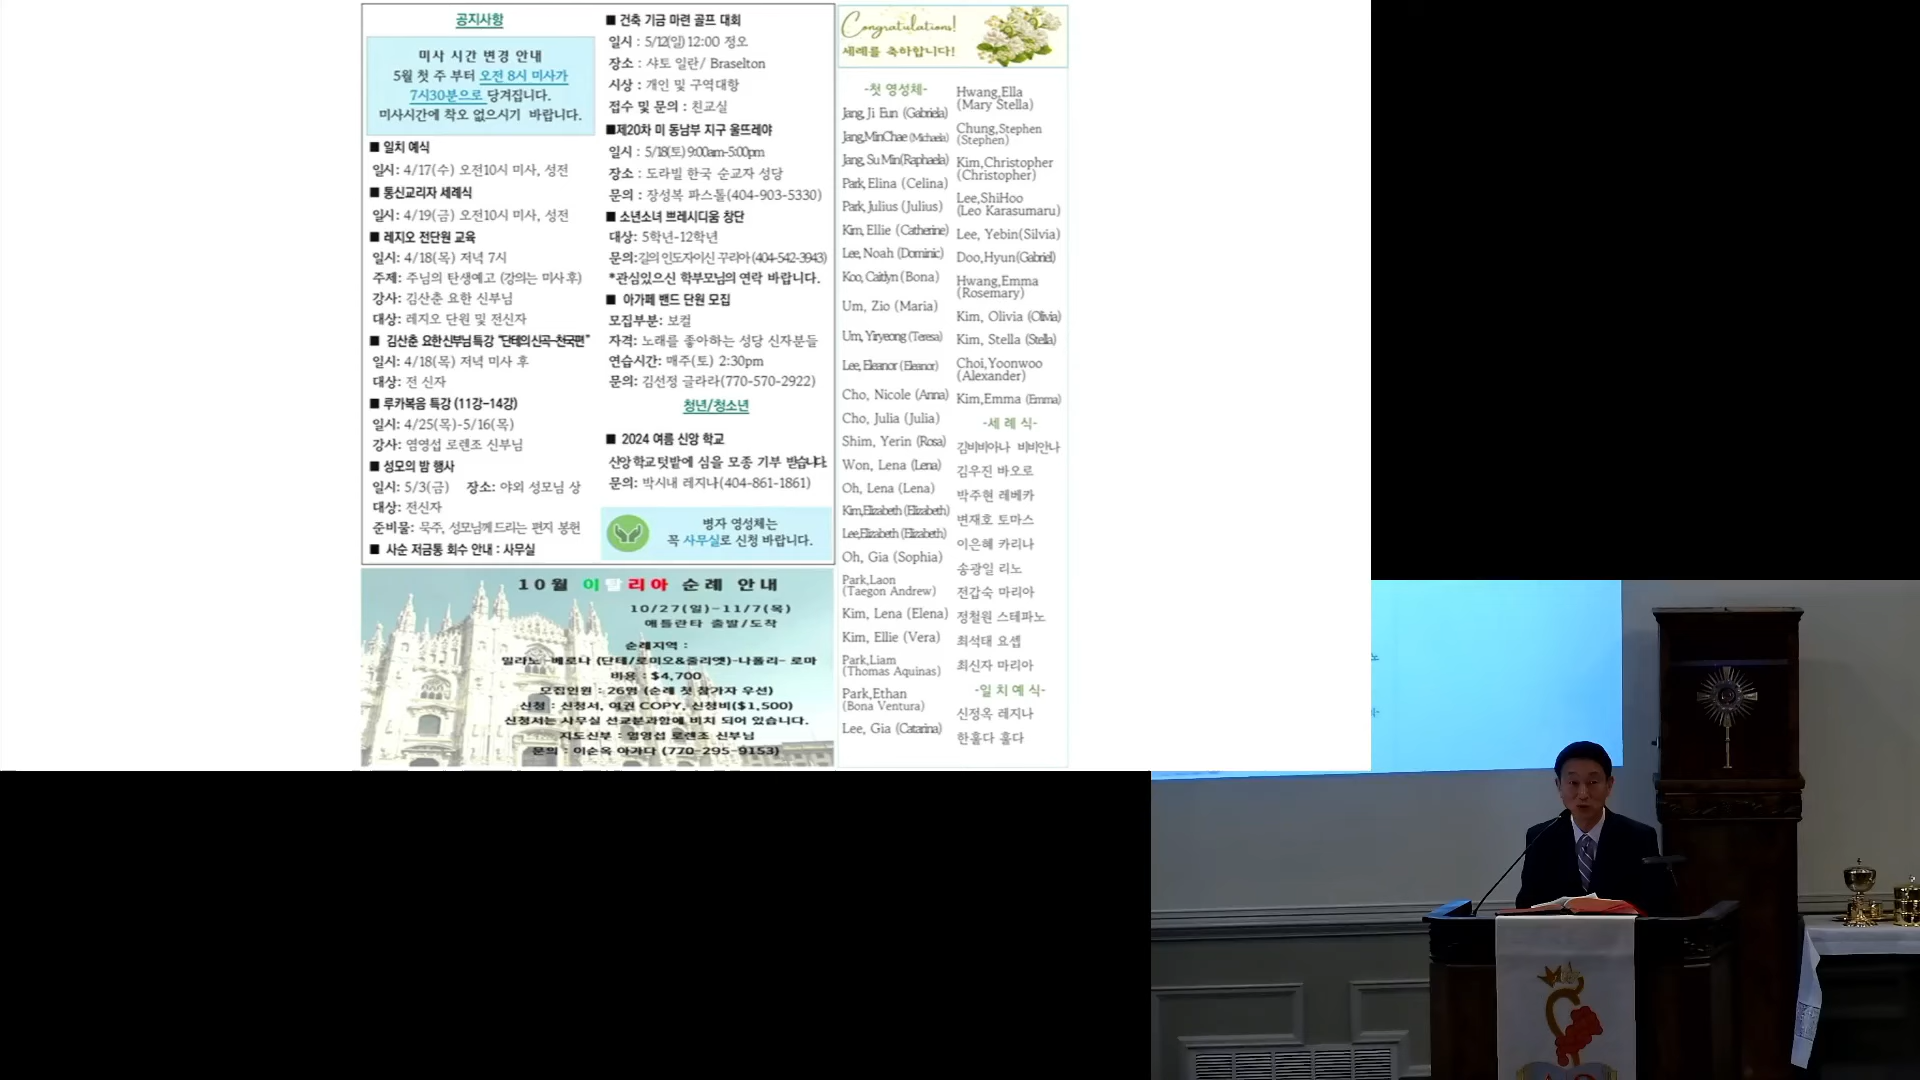 공지사항
미사 시간 변경 안내
5월 첫 주 부터 오전 8시 미사가
7시30분으로 당겨집니다.
미사시간에 착오 없으시기 바랍니다.
■ 일치 예식
일시: 4/17(수) 오전10시 미사, 성전
■ 통신교리자 세례식
일시: 4/19(금) 오전10시 미사, 성전
■ 레지오 전단원 교육
일시: 4/18(목) 저녁 7시
주제: 주님의 탄생예고 (강의는 미사 후)
강사: 김산춘 요한 신부님
대상: 레지오 단원 및 전신자
■ 김산춘 요한신부님 특강 "단테의 신곡-천국편"
일시: 4/18(목) 저녁 미사 후
대상: 전 신자
■ 루카복음 특강 (11강-14강)
일시: 4/25(목)-5/16(목)
강사: 염영섭 로렌조 신부님
■ 성모의 밤 행사
일시: 5/3(금) 장소: 야외 성모님 상
대상: 전신자
준비물: 묵주, 성모님께 드리는 편지 봉헌
■ 사순 저금통 회수 안내 : 사무실
■ 건축 기금 마련 골프 대회
일시 : 5/12(일) 12:00 정오
장소 : 샤토 일란/ Braselton
시상 : 개인 및 구역대항
접수 및 문의 : 친교실
■제20차 미 동남부 지구 울뜨레야
일시 : 5/18(토) 9:00am-5:00pm
장소 : 도라빌 한국 순교자 성당
문의 : 장성복 파스톨(404-903-5330)
■ 소년소녀 쁘레시디움 창단
대상: 5학년-12학년
문의:길의 인도자이신 꾸리아 (404-542-3943)
*관심있으신 학부모님의 연락 바랍니다.
■ 아가페 밴드 단원 모집
모집부분: 보컬
자격: 노래를 좋아하는 성당 신자분들
연습시간: 매주(토) 2:30pm
문의: 김선정 글라라(770-570-2922)
청년/청소년
■ 2024 여름 신앙 학교
신앙학교 텃밭에 심을 모종 기부 받습니다.
문의: 박시내 레지나(404-861-1861)
병자 영성체는
꼭 사무실로 신청 바랍니다.
10월 이탈리아 순례 안내
10/27(일)-11/7(목)
애틀란타 출발/도착
순례지역 :
밀라노 -베로나 (단테/로미오&줄리엣)-나폴리- 로마
비용 : $4,700
모집인원 : 26명 (순례 첫 참가자 우선)
신청 : 신청서, 여권 COPY, 신청비($1,500)
신청서는 사무실 선교분과함에 비치 되어 있습니다.
지도신부 : 염영섭 로렌조 신부님
문의 : 이순옥 아가다 (770-295-9153)
Congratulations!
세례를 축하합니다!
-첫 영성체-
Jang, Ji Eun (Gabriela)
Jang,MinChae (Michaela)
Jang, Su Min(Raphaela)
Park, Elina (Celina)
Park, Julius (Julius)
Kim, Ellie (Catherine)
Lee, Noah (Dominic)
Koo, Caitlyn (Bona)
Um, Zio (Maria)
Um, Yiryeong (Teresa)
Lee, Eleanor (Eleanor)
Cho, Nicole (Anna)
Cho, Julia (Julia)
Shim, Yerin (Rosa)
Won, Lena (Lena)
Oh, Lena (Lena)
Kim,Elizabeth (Elizabeth)
Lee,Elizabeth (Elizabeth)
Oh, Gia (Sophia)
Park,Laon
(Taegon Andrew)
Kim, Lena (Elena)
Kim, Ellie (Vera)
Park,Liam
(Thomas Aquinas)
Park,Ethan
(Bona Ventura)
Lee, Gia (Catarina)
Hwang,Ella
(Mary Stella)
Chung,Stephen
(Stephen)
Kim,Christopher
(Christopher)
Lee,ShiHoo
(Leo Karasumaru)
Lee, Yebin(Silvia)
Doo,Hyun(Gabriel)
Hwang,Emma
(Rosemary)
Kim, Olivia (Olivia)
Kim, Stella (Stella)
Choi,Yoonwoo
(Alexander)
Kim,Emma (Emma)
-세 례 식-
김비비아나 비비안나
김우진 바오로
박주현 레베카
변재호 토마스
이은혜 카리나
송광일 리노
전갑숙 마리아
정철원 스테파노
최석태 요셉
최신자 마리아
-일 치 예 식-
신정옥 레지나
한훌다 훌다